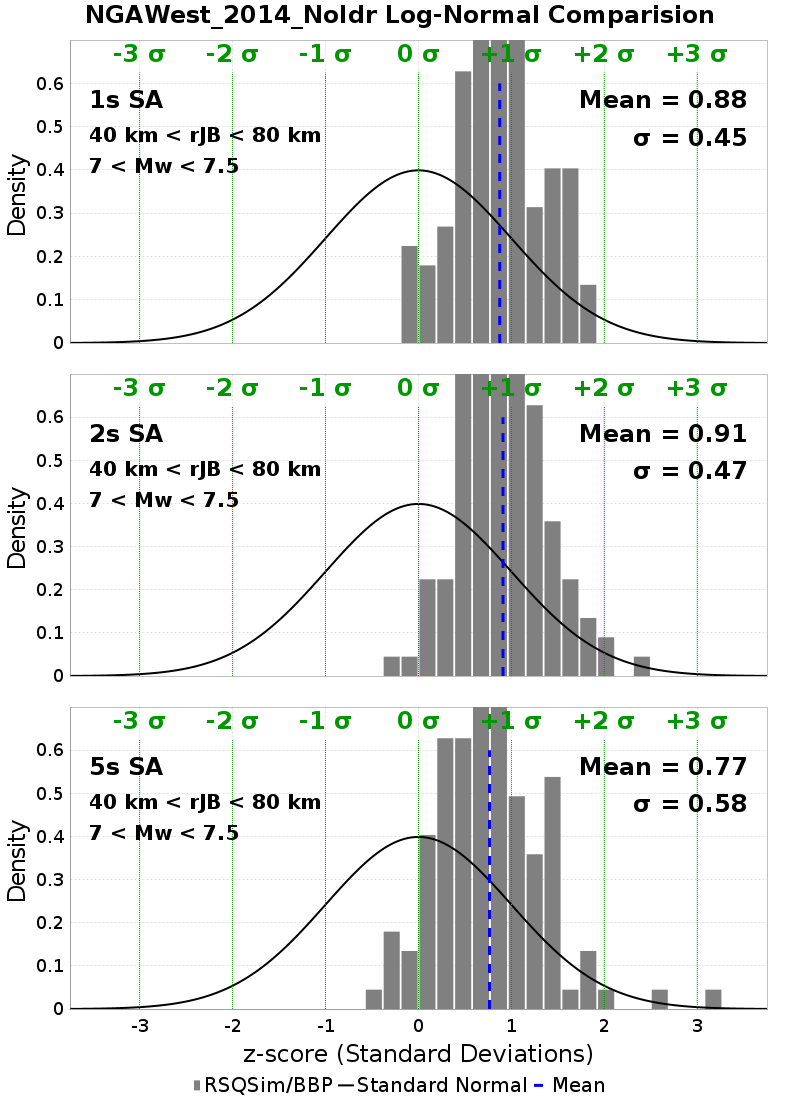 NGAWest_2014_NoIdr Log-Normal Comparision
-3 σ -2 σ -1 σ 0 σ +1 σ +2 σ +3 σ
1s SA
Mean = 0.88
40 km < rJB < 80 km
σ = 0.45
7 < Mw < 7.5
0.6
0.5
0.4
0.3
0.2
0.1
0
Density
-3 σ -2 σ -1 σ 0 σ +1 σ +2 σ +3 σ
2s SA
Mean = 0.91
40 km < rJB < 80 km
σ = 0.47
7 < Mw < 7.5
0.6
0.5
0.4
0.3
0.2
0.1
0
Density
-3 σ -2 σ -1 σ 0 σ +1 σ +2 σ +3 σ
5s SA
Mean = 0.77
40 km < rJB < 80 km
σ = 0.58
7 < Mw < 7.5
0.6
0.5
0.4
0.3
0.2
0.1
0
Density
-3 -2 -1 0 1 2 3
z-score (Standard Deviations)
RSQSim/BBP Standard Normal Mean